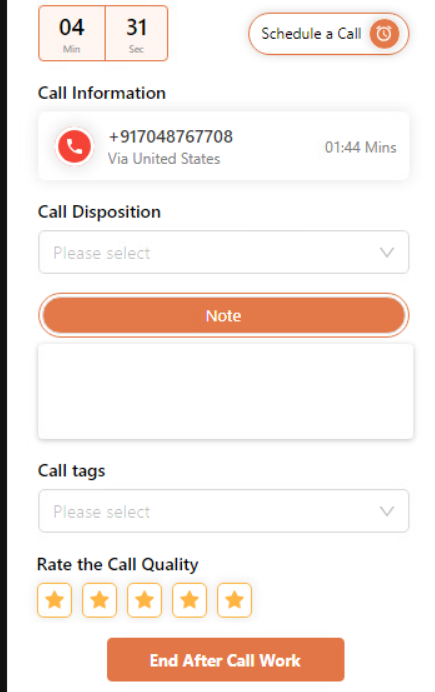 04 31
Min Sec
Schedule a Call
Call Information
+917048767708
Via United States
01:44 Mins
Call Disposition
Please select
Note
Call tags
Please select
Rate the Call Quality
End After Call Work